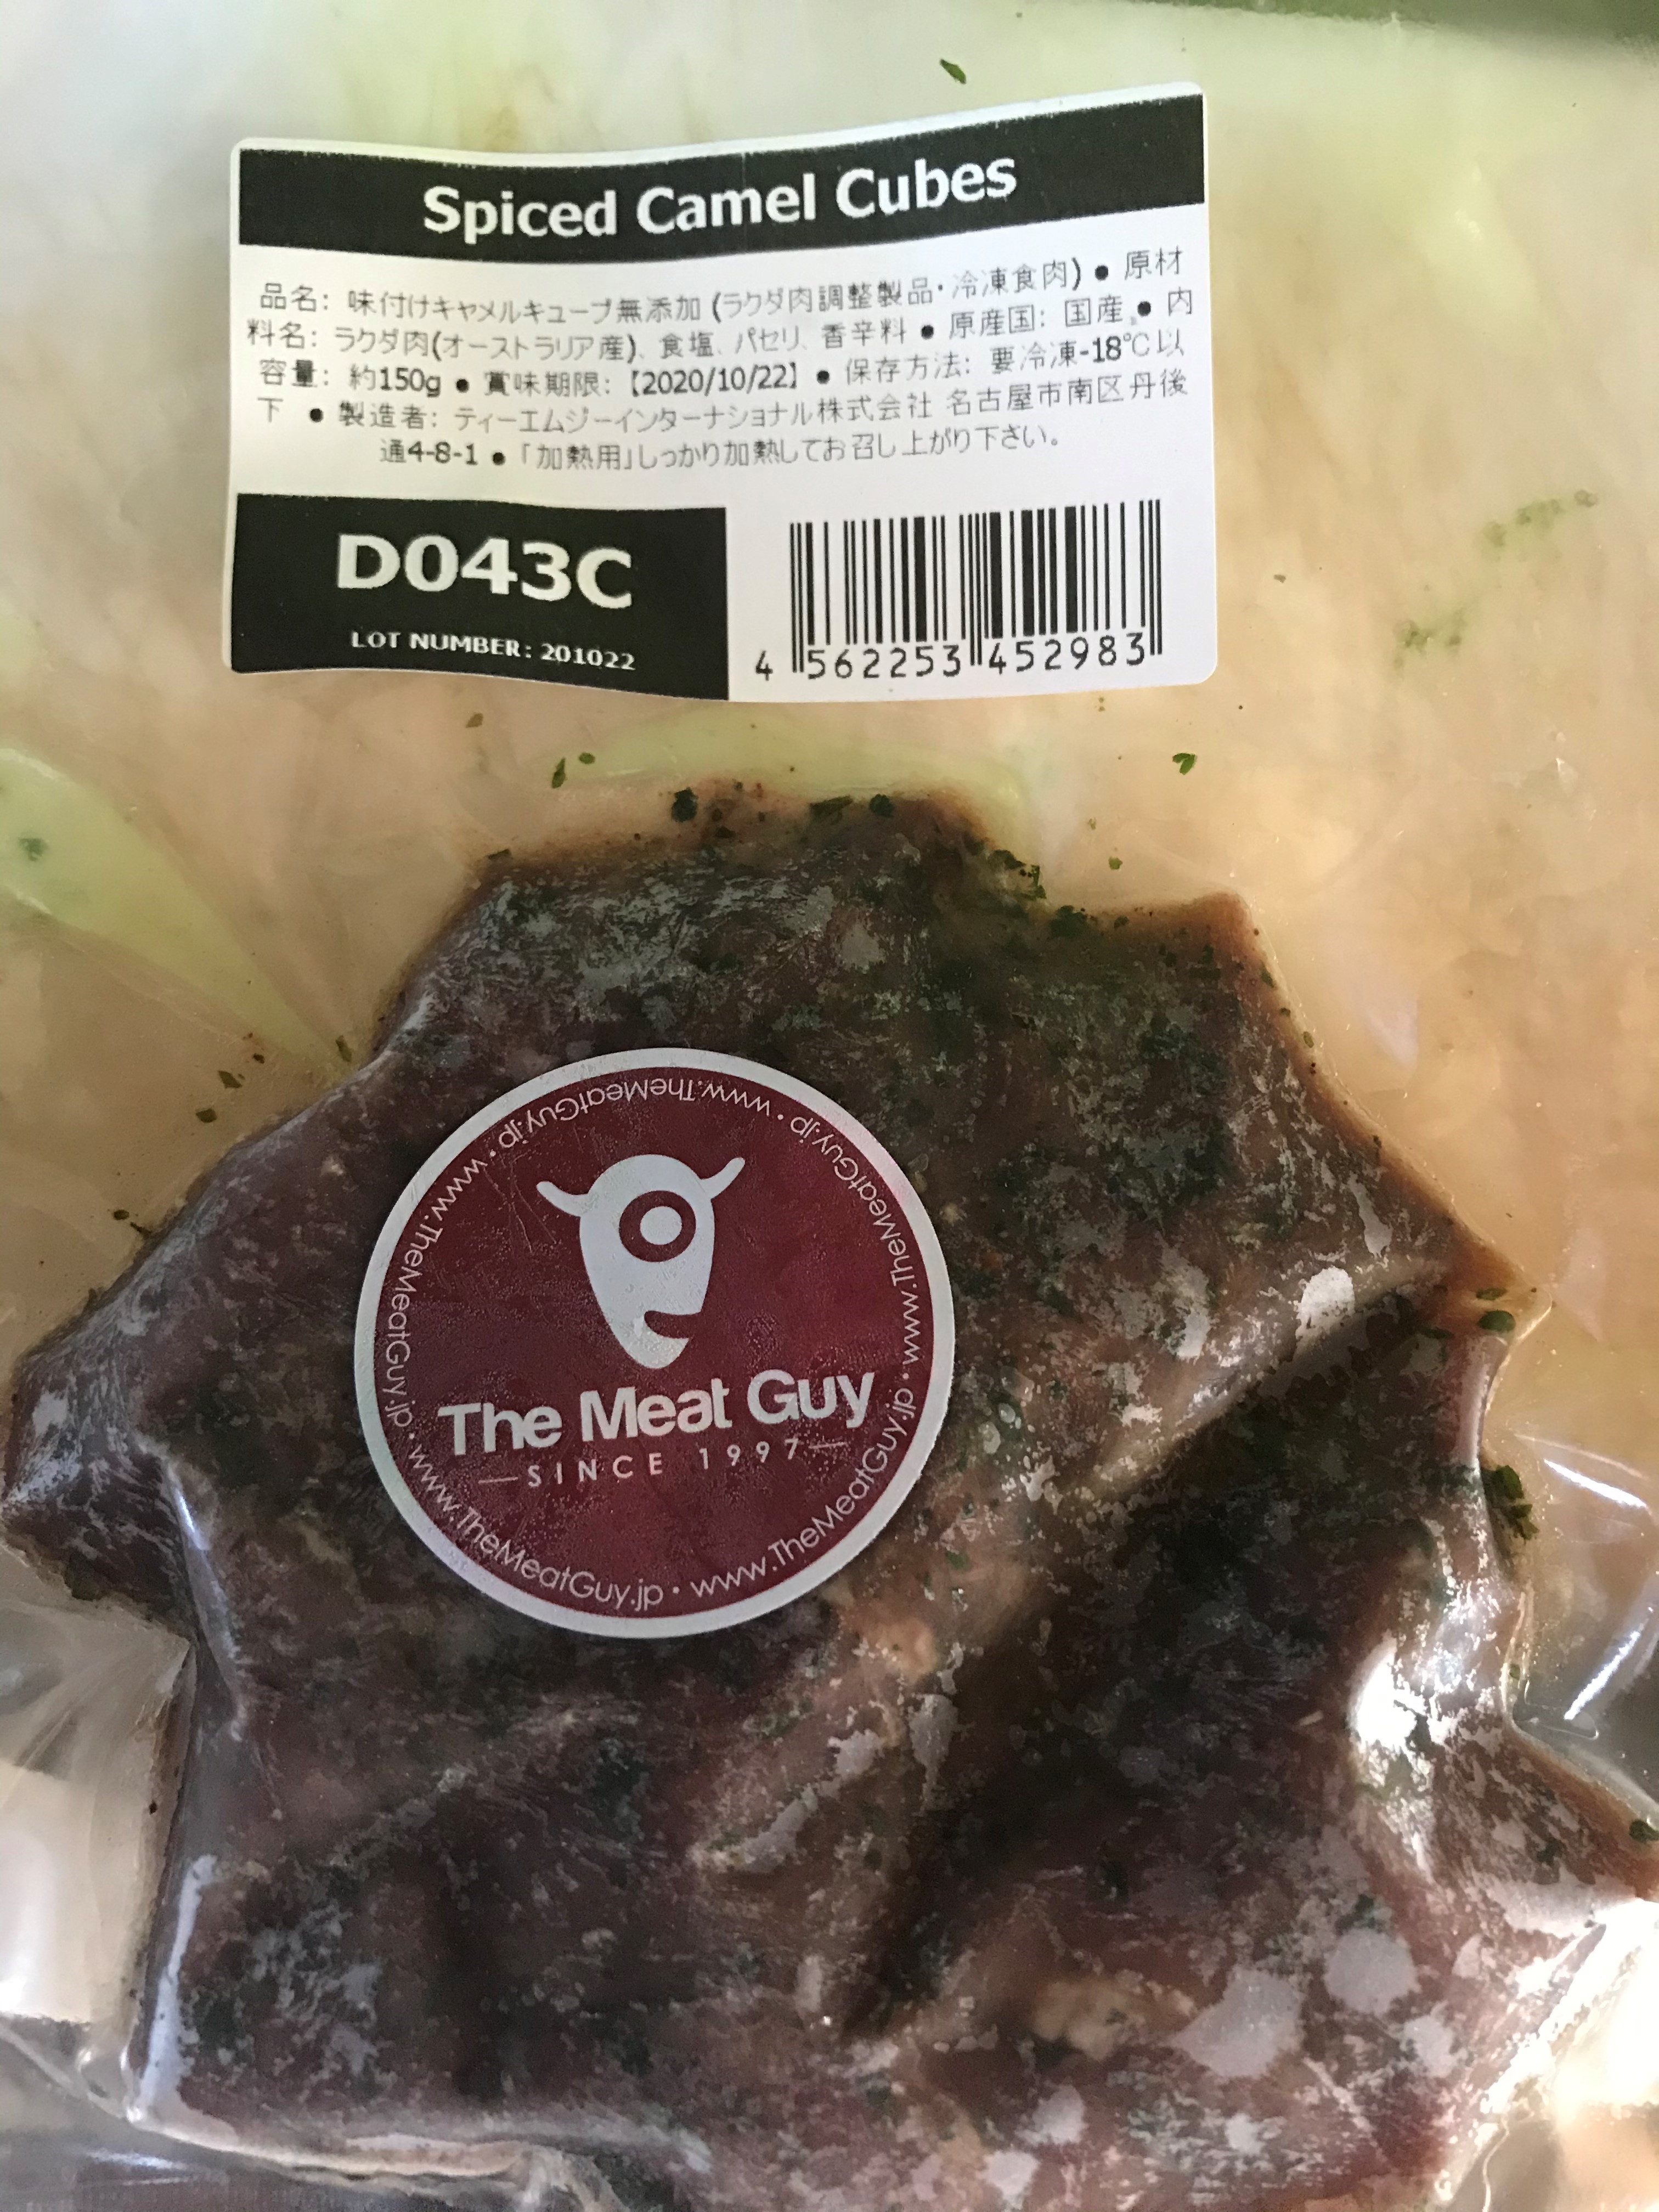 Spiced Camel Cubes
品名: 味付けキャメルキューブ無添加 (ラクダ肉調整製品・冷凍食肉) ● 原材
料名: ラクダ肉(オーストラリア産)、食塩、パセリ、香辛料 ● 原産国: 国産 ● 内
容量: 約150g ● 賞味期限:【2020/10/22】 ● 保存方法: 要冷凍-18℃以
下 ● 製造者: ティーエムジーインターナショナル株式会社 名古屋市南区丹後
通4-8-1 ●「加熱用」しっかり加熱してお召し上がり下さい。
D043C
LOT NUMBER: 201022
4 562253 452983
The Meat Guy
SINCE 1997
www.TheMeatGuy.jp • www.TheMeatGuy.jp • www.TheMeatGuy.jp • www.TheMeatGuy.jp •